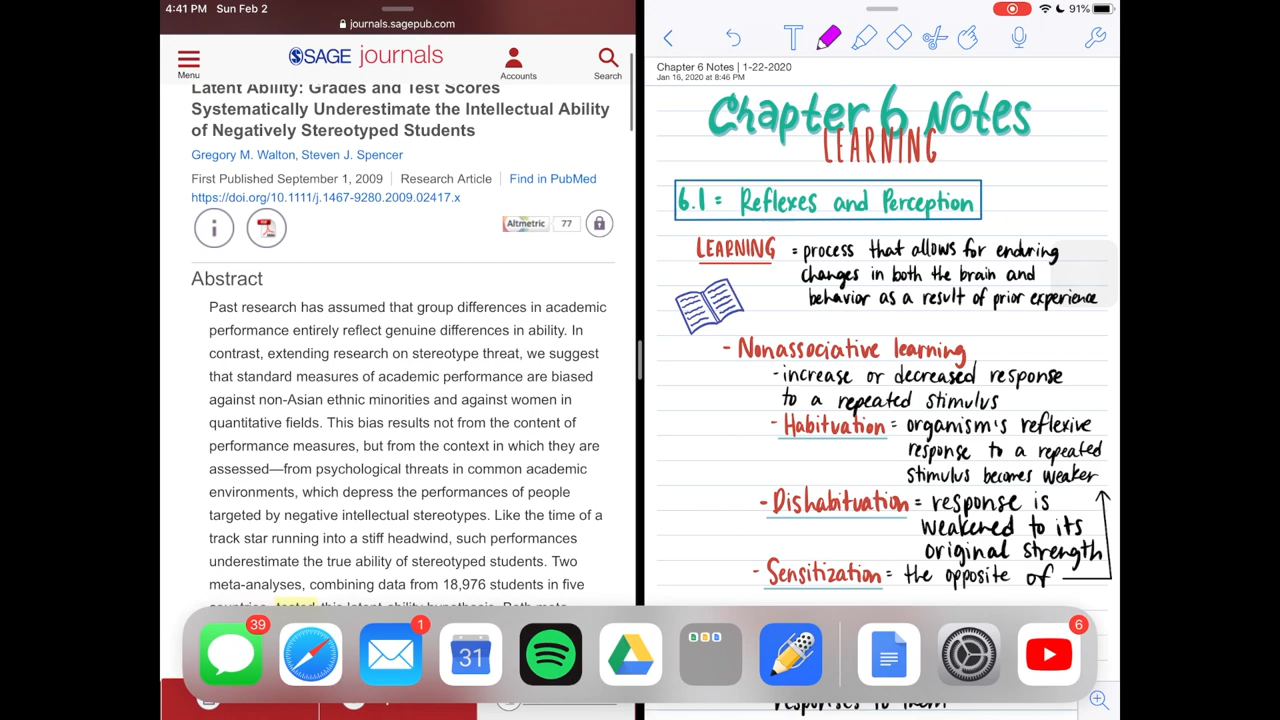 4:41 PM Sun Feb 2
journals.sagepub.com
Menu
SAGE journals
Accounts
Search
Latent Ability: Grades and Test Scores
Systematically Underestimate the Intellectual Ability
of Negatively Stereotyped Students
Gregory M. Walton, Steven J. Spencer
First Published September 1, 2009 | Research Article | Find in PubMed
https://doi.org/10.1111/j.1467-9280.2009.02417.x
Altmetric 77
Abstract
Past research has assumed that group differences in academic
performance entirely reflect genuine differences in ability. In
contrast, extending research on stereotype threat, we suggest
that standard measures of academic performance are biased
against non-Asian ethnic minorities and against women in
quantitative fields. This bias results not from the content of
performance measures, but from the context in which they are
assessed—from psychological threats in common academic
environments, which depress the performances of people
targeted by negative intellectual stereotypes. Like the time of a
track star running into a stiff headwind, such performances
underestimate the true ability of stereotyped students. Two
meta-analyses, combining data from 18,976 students in five
countries, tested this latent-ability hypothesis. Both meta-
91%
T
Chapter 6 Notes | 1-22-2020
Jan 16, 2020 at 8:46 PM
Chapter 6 Notes
LEARNING
6.1 = Reflexes and Perception
LEARNING = process that allows for enduring
changes in both the brain and
behavior as a result of prior experience
- Nonassociative learning
- increase or decreased response
to a repeated stimulus
- Habituation = organism's reflexive
response to a repeated
stimulus becomes weaker
- Dishabituation = response is
weakened to its
original strength
- Sensitization = the opposite of
39
1
31
6
responses to them